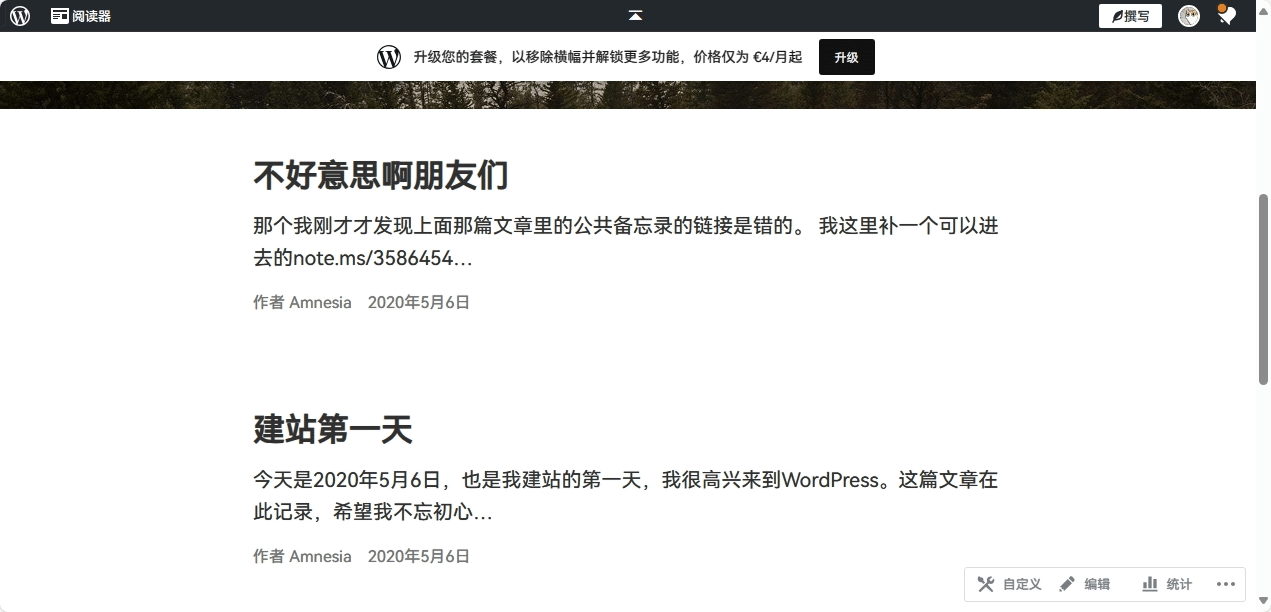 阅读器
撰写
升级您的套餐，以移除横幅并解锁更多功能，价格仅为 €4/月起
升级
不好意思啊朋友们
那个我刚才才发现上面那篇文章里的公共备忘录的链接是错的。 我这里补一个可以进
去的note.ms/3586454…
作者 Amnesia 2020年5月6日
建站第一天
今天是2020年5月6日，也是我建站的第一天，我很高兴来到WordPress。这篇文章在
此记录，希望我不忘初心…
作者 Amnesia 2020年5月6日
自定义 编辑 统计